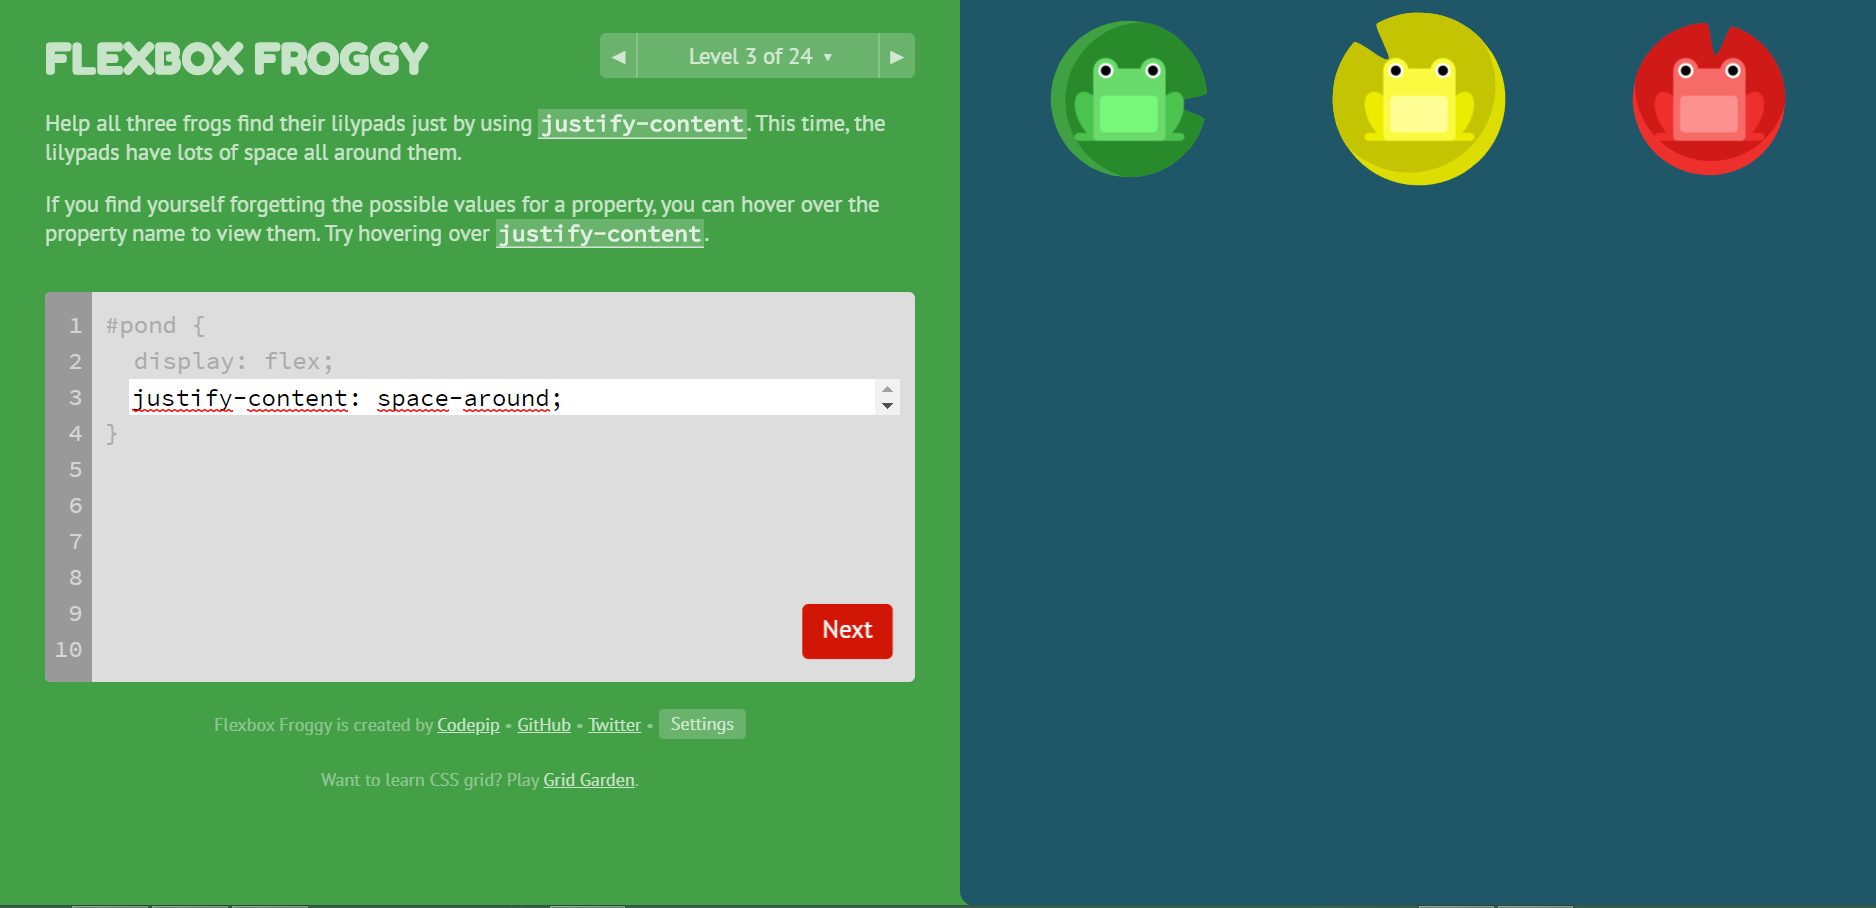 FLEXBOX FROGGY
◀ Level 3 of 24 ▾ ▶
Help all three frogs find their lilypads just by using justify-content. This time, the
lilypads have lots of space all around them.
If you find yourself forgetting the possible values for a property, you can hover over the
property name to view them. Try hovering over justify-content.
1 #pond {
2 display: flex;
3 justify-content: space-around;
4 }
5
6
7
8
9
10
Next
Flexbox Froggy is created by Codepip • GitHub • Twitter • Settings
Want to learn CSS grid? Play Grid Garden.